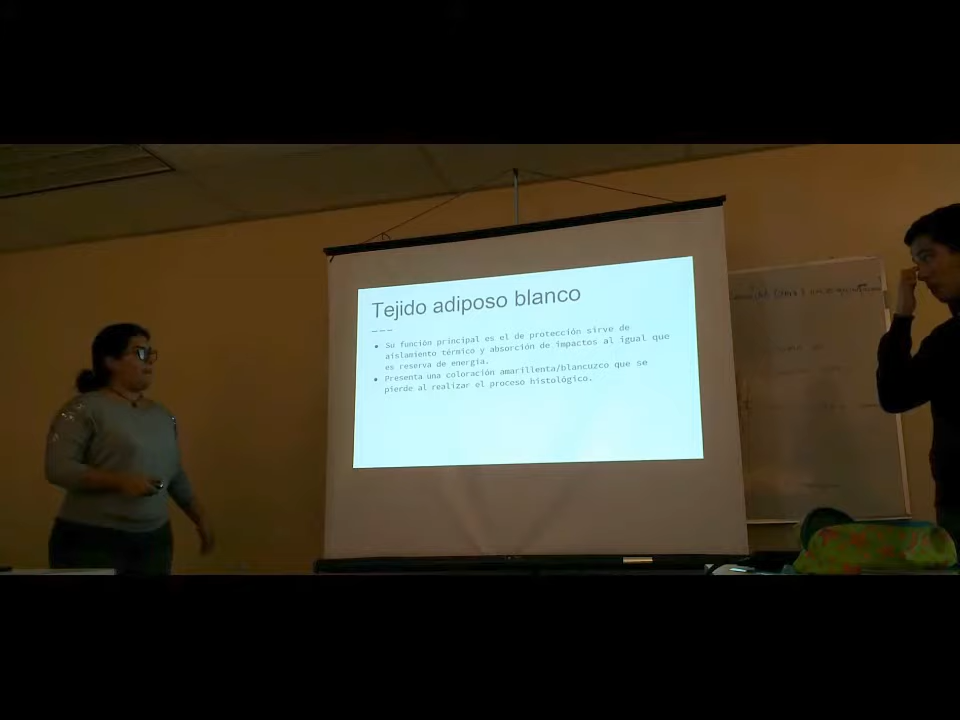 Tejido adiposo blanco
● Su función principal es el de protección sirve de
aislamiento térmico y absorción de impactos al igual que
es reserva de energía.
● Presenta una coloración amarillenta/blancuzco que se
pierde al realizar el proceso histológico.